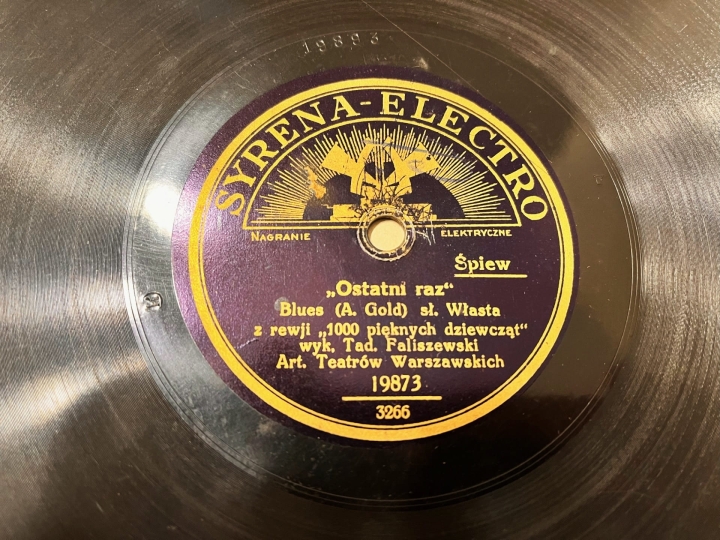 19893
SYRENA-ELECTRO
NAGRANIE ELEKTRYCZNE
Śpiew
„Ostatni raz“
Blues (A. Gold) sł. Własta
z rewji „1000 pięknych dziewcząt“
wyk, Tad. Faliszewski
Art. Teatrów Warszawskich
19873
3266